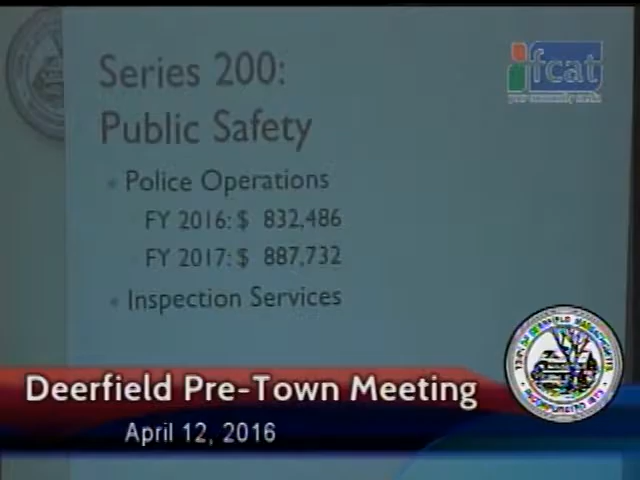 Series 200:
Public Safety
Police Operations
FY 2016: $ 832,486
FY 2017: $ 887,732
Inspection Services
fcat
Deerfield Pre-Town Meeting
April 12, 2016